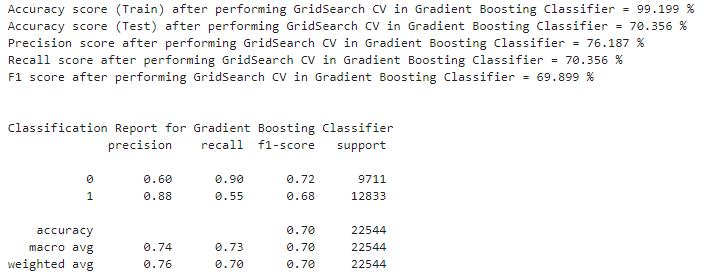 Accuracy score (Train) after performing GridSearch CV in Gradient Boosting Classifier = 99.199 %
Accuracy score (Test) after performing GridSearch CV in Gradient Boosting Classifier = 70.356 %
Precision score after performing GridSearch CV in Gradient Boosting Classifier = 76.187 %
Recall score after performing GridSearch CV in Gradient Boosting Classifier = 70.356 %
F1 score after performing GridSearch CV in Gradient Boosting Classifier = 69.899 %
Classification Report for Gradient Boosting Classifier
precision recall f1-score support
0 0.60 0.90 0.72 9711
1 0.88 0.55 0.68 12833
accuracy 0.70 22544
macro avg 0.74 0.73 0.70 22544
weighted avg 0.76 0.70 0.70 22544